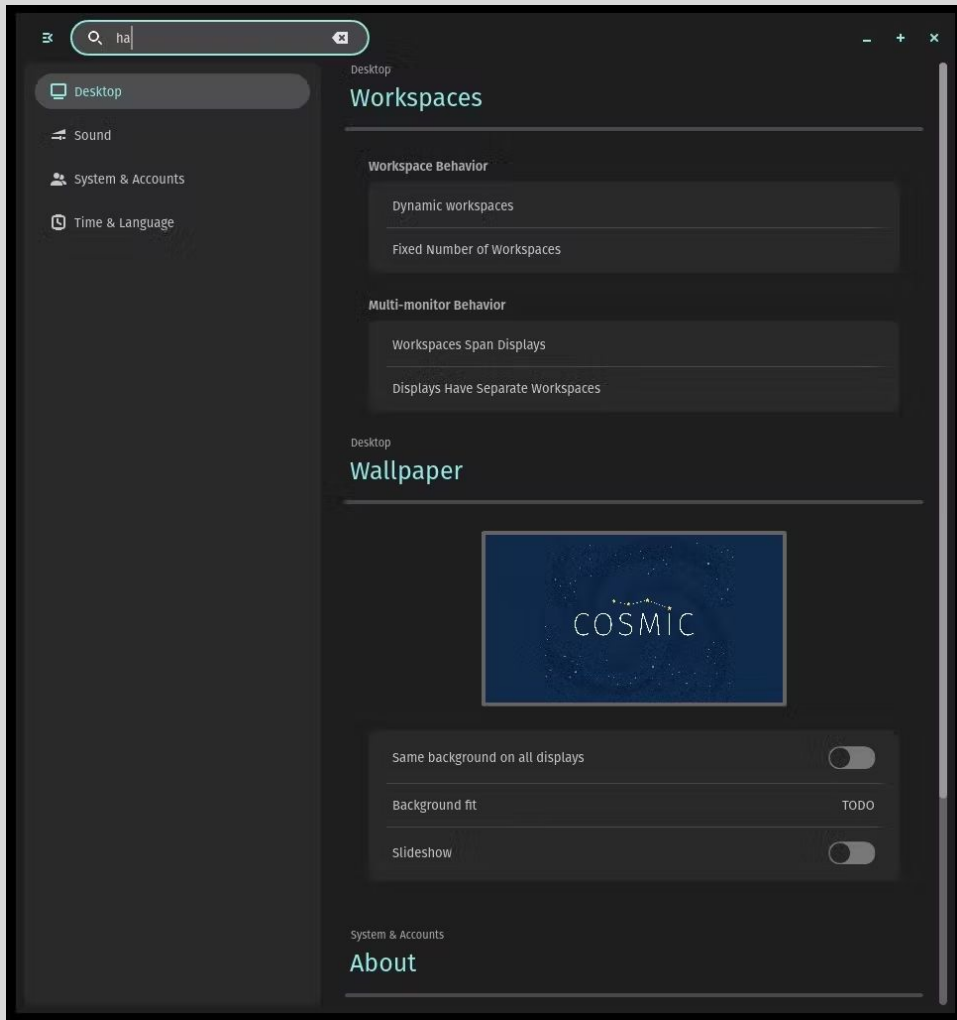 ha
Desktop
Sound
System & Accounts
Time & Language
Desktop
Workspaces
Workspace Behavior
Dynamic workspaces
Fixed Number of Workspaces
Multi-monitor Behavior
Workspaces Span Displays
Displays Have Separate Workspaces
Desktop
Wallpaper
COSMIC
Same background on all displays
Background fit TODO
Slideshow
System & Accounts
About